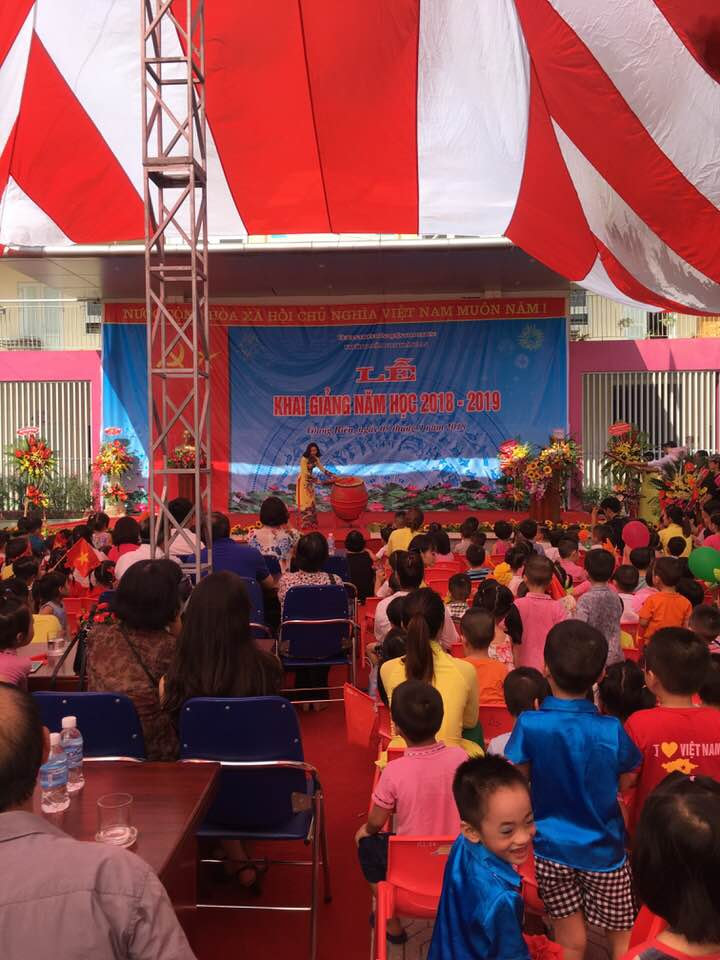 NƯỚC CỘNG HÒA XÃ HỘI CHỦ NGHĨA VIỆT NAM MUÔN NĂM !
LỄ
KHAI GIẢNG NĂM HỌC 2018 - 2019
I VIỆT NAM